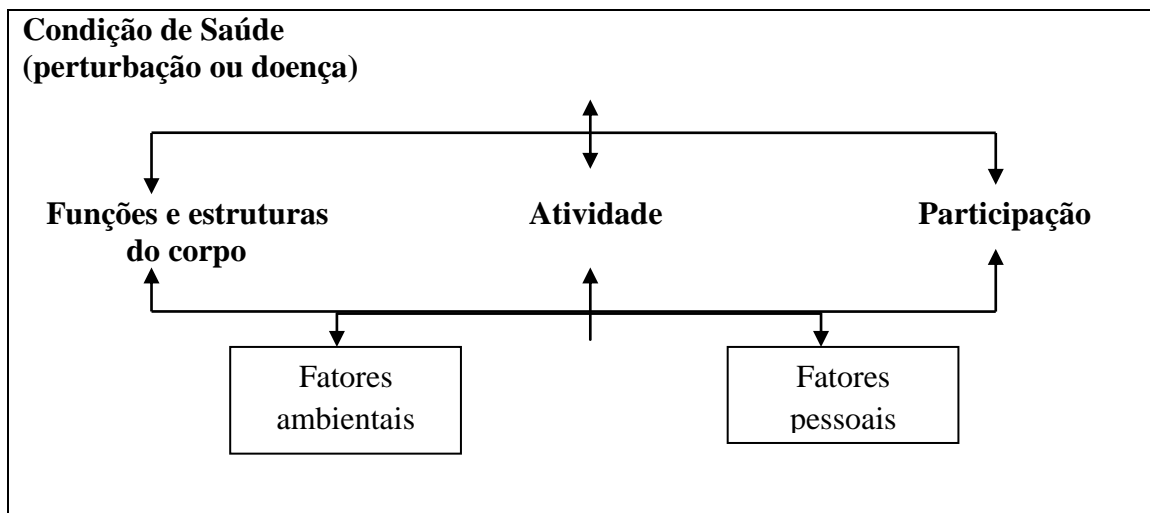 Condição de Saúde
(perturbação ou doença)
Funções e estruturas
do corpo
Atividade
Participação
Fatores
ambientais
Fatores
pessoais